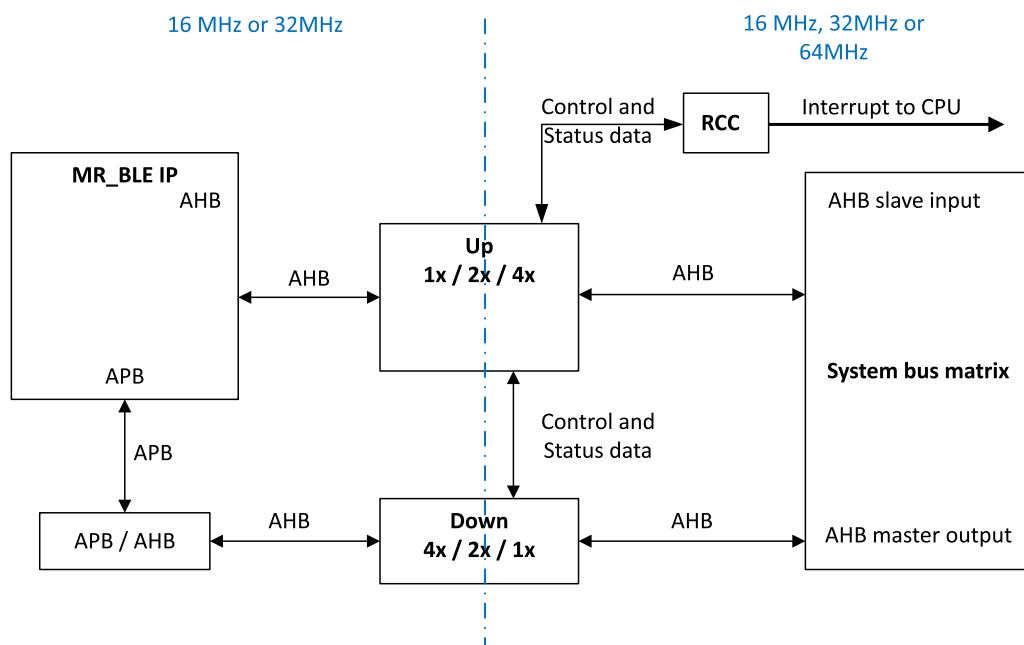 16 MHz or 32MHz
16 MHz, 32MHz or
64MHz
Control and
Status data
RCC
Interrupt to CPU
MR_BLE IP
AHB
AHB slave input
Up
1x / 2x / 4x
AHB
AHB
System bus matrix
APB
Control and
Status data
APB
Down
4x / 2x / 1x
AHB
AHB
AHB master output
APB / AHB